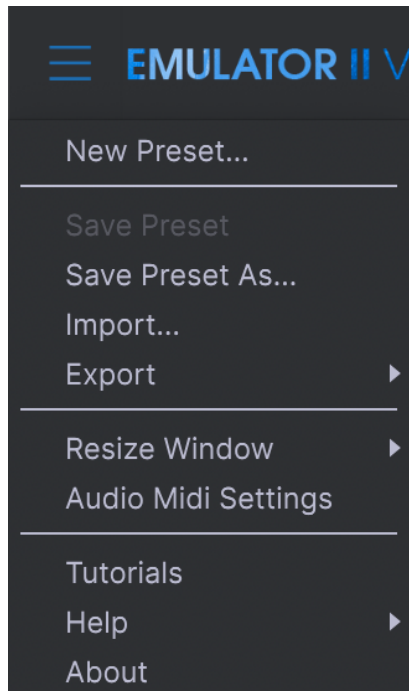 EMULATOR II V
New Preset...
Save Preset
Save Preset As...
Import...
Export
Resize Window
Audio Midi Settings
Tutorials
Help
About